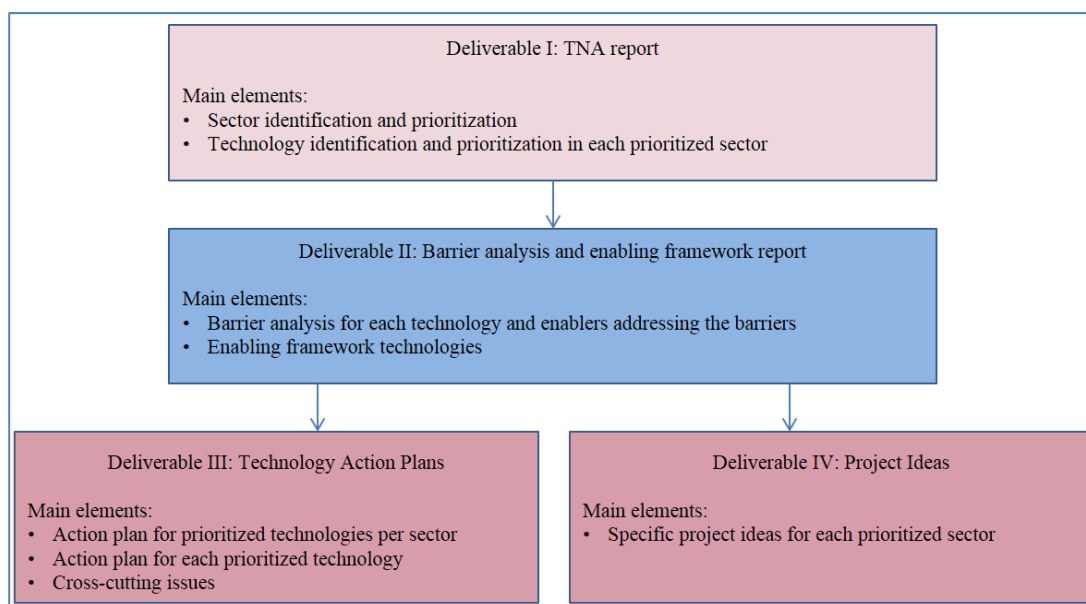 Deliverable I: TNA report
Main elements:
• Sector identification and prioritization
• Technology identification and prioritization in each prioritized sector
Deliverable II: Barrier analysis and enabling framework report
Main elements:
• Barrier analysis for each technology and enablers addressing the barriers
• Enabling framework technologies
Deliverable III: Technology Action Plans
Main elements:
• Action plan for prioritized technologies per sector
• Action plan for each prioritized technology
• Cross-cutting issues
Deliverable IV: Project Ideas
Main elements:
• Specific project ideas for each prioritized sector